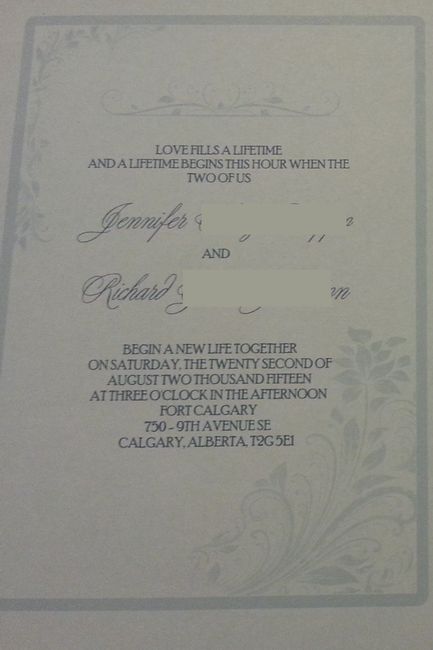 LOVE FILLS A LIFETIME
AND A LIFETIME BEGINS THIS HOUR WHEN THE
TWO OF US
Jennifer
AND
Richard
BEGIN A NEW LIFE TOGETHER
ON SATURDAY, THE TWENTY SECOND OF
AUGUST TWO THOUSAND FIFTEEN
AT THREE O'CLOCK IN THE AFTERNOON
FORT CALGARY
750 - 9TH AVENUE SE
CALGARY, ALBERTA, T2G 5E1